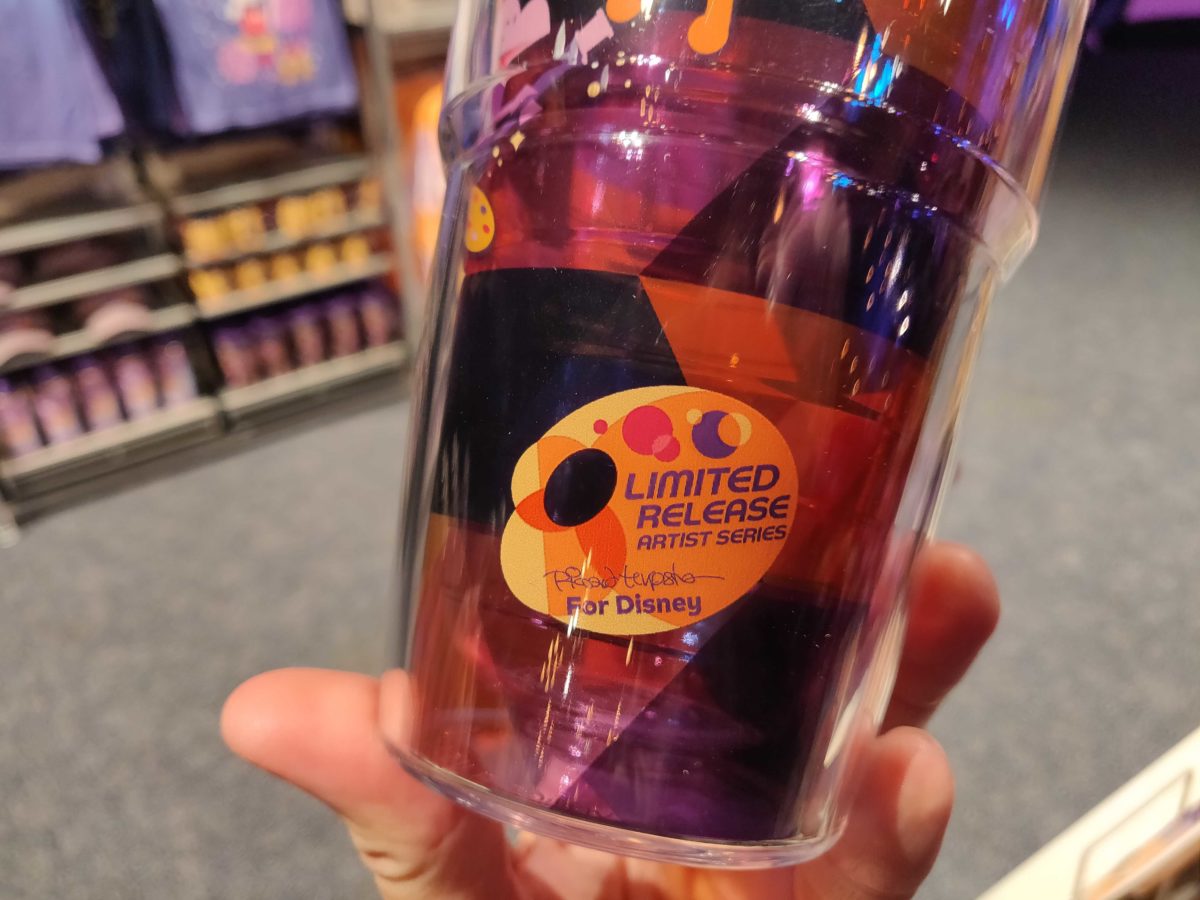 LIMITED
RELEASE
ARTIST SERIES
For Disney